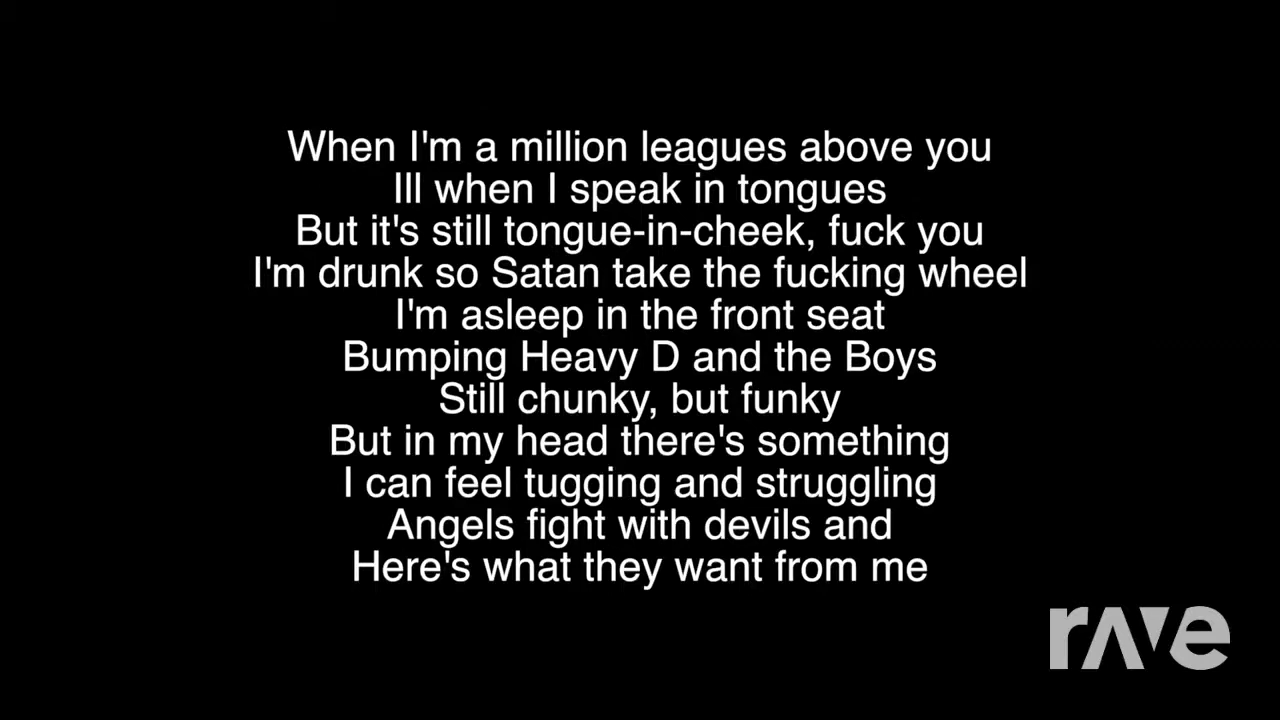 When I'm a million leagues above you
Ill when I speak in tongues
But it's still tongue-in-cheek, fuck you
I'm drunk so Satan take the fucking wheel
I'm asleep in the front seat
Bumping Heavy D and the Boys
Still chunky, but funky
But in my head there's something
I can feel tugging and struggling
Angels fight with devils and
Here's what they want from me
rave